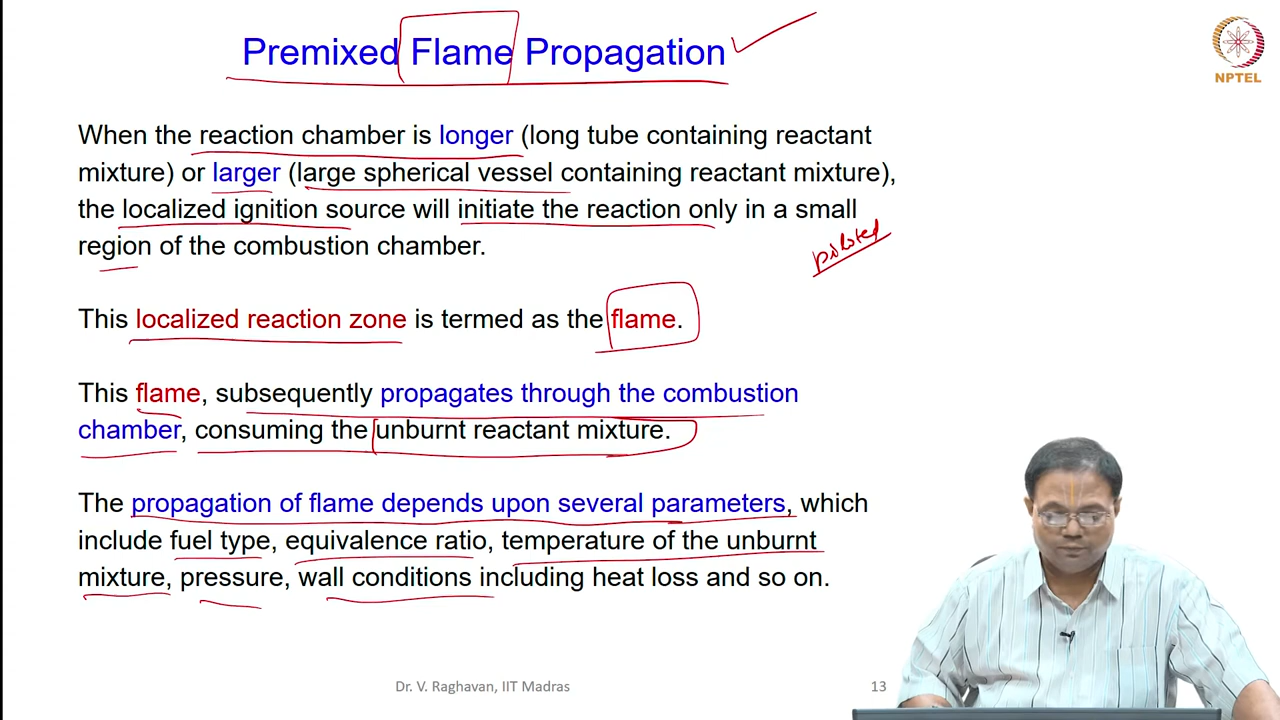 Premixed Flame Propagation
NPTEL
When the reaction chamber is longer (long tube containing reactant
mixture) or larger (large spherical vessel containing reactant mixture),
the localized ignition source will initiate the reaction only in a small
region of the combustion chamber.
piloted
This localized reaction zone is termed as the flame.
This flame, subsequently propagates through the combustion
chamber, consuming the unburnt reactant mixture.
The propagation of flame depends upon several parameters, which
include fuel type, equivalence ratio, temperature of the unburnt
mixture, pressure, wall conditions including heat loss and so on.
Dr. V. Raghavan, IIT Madras
13